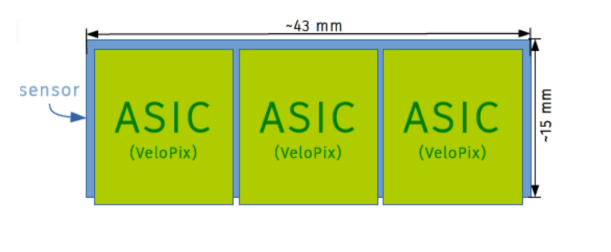 ~43 mm
sensor
ASIC
(VeloPix)
ASIC
(VeloPix)
ASIC
(VeloPix)
~15 mm